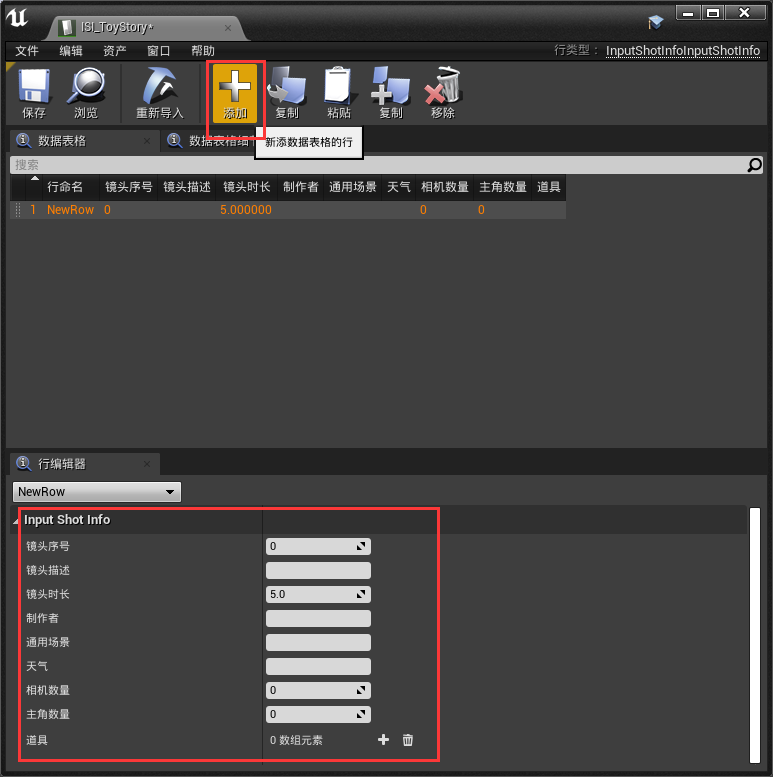 ISI_ToyStory*
文件 编辑 资产 窗口 帮助 行类型： InputShotInfoInputShotInfo
保存 浏览 重新导入 添加 复制 粘贴 复制 移除
数据表格 数据表格细节
新添数据表格的行
搜索
行命名 镜头序号 镜头描述 镜头时长 制作者 通用场景 天气 相机数量 主角数量 道具
1 NewRow 0 5.000000 0 0
行编辑器
NewRow
Input Shot Info
镜头序号 0
镜头描述
镜头时长 5.0
制作者
通用场景
天气
相机数量 0
主角数量 0
道具 0 数组元素